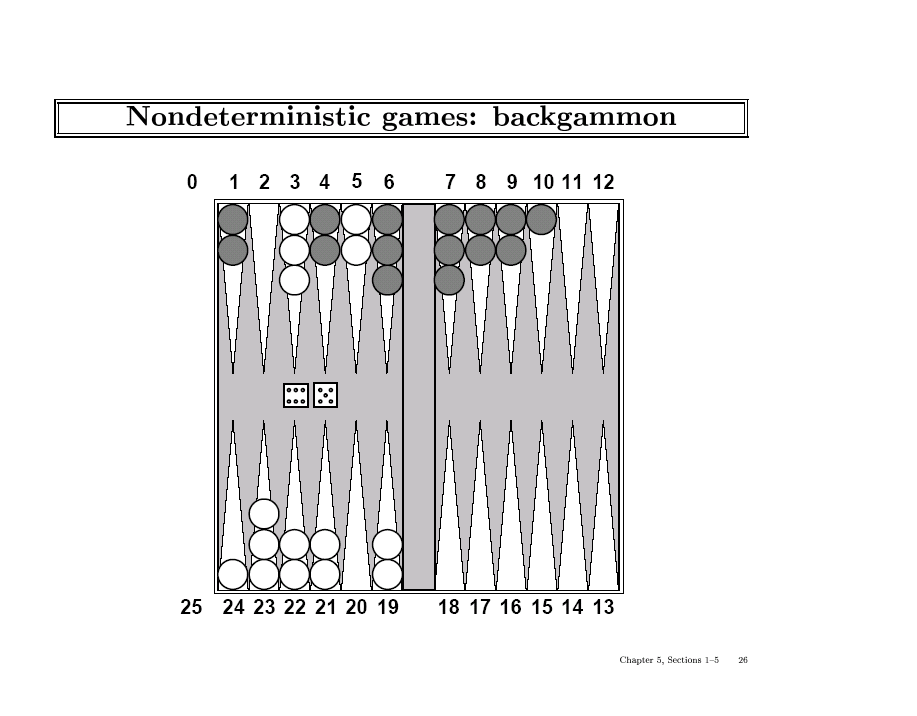 Nondeterministic games: backgammon
0 1 2 3 4 5 6 7 8 9 10 11 12
25 24 23 22 21 20 19 18 17 16 15 14 13
Chapter 5, Sections 1–5 26